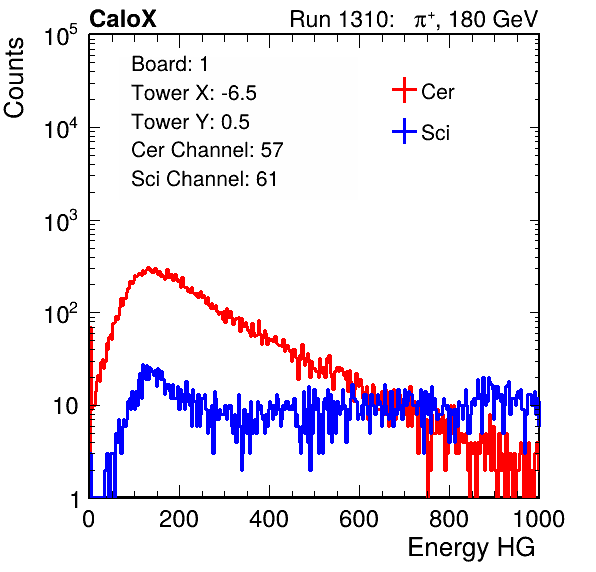 CaloX Run 1310: π⁺, 180 GeV
Counts
Board: 1
Tower X: -6.5
Tower Y: 0.5
Cer Channel: 57
Sci Channel: 61
Cer
Sci
10⁵
10⁴
10³
10²
10
1
0 200 400 600 800 1000
Energy HG